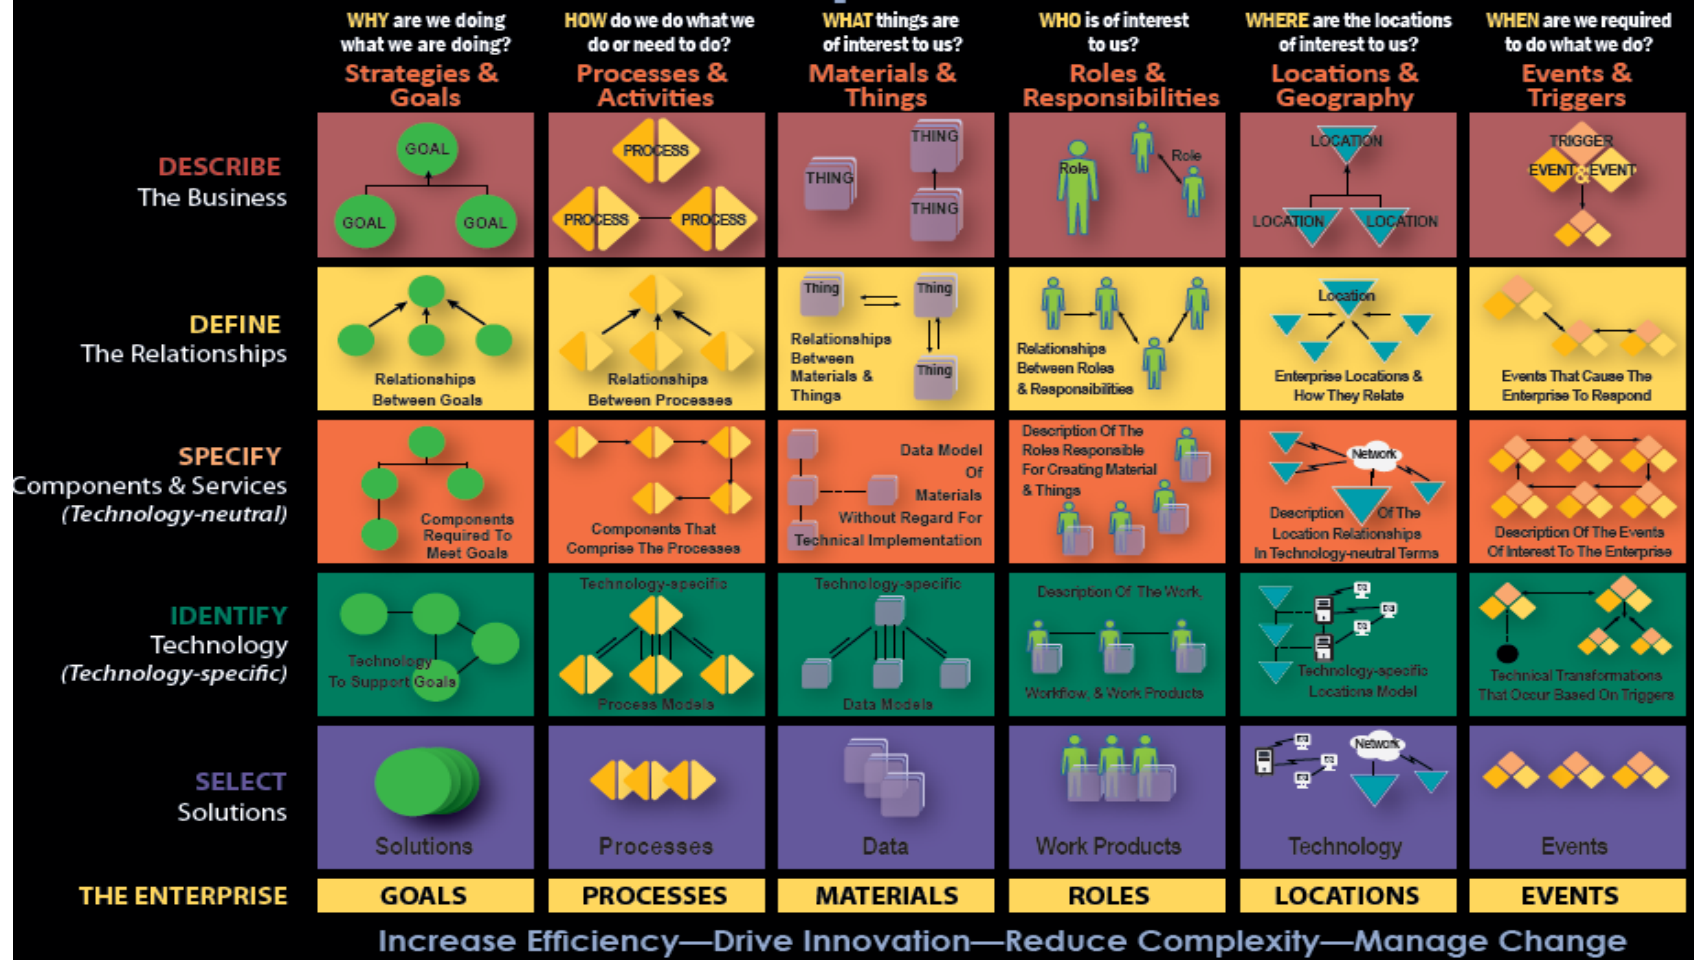 WHY are we doing
what we are doing?
Strategies &
Goals
HOW do we do what we
do or need to do?
Processes &
Activities
WHAT things are
of interest to us?
Materials &
Things
WHO is of interest
to us?
Roles &
Responsibilities
WHERE are the locations
of interest to us?
Locations &
Geography
WHEN are we required
to do what we do?
Events &
Triggers
DESCRIBE
The Business
GOAL
GOAL
GOAL
PROCESS
PROCESS
PROCESS
THING
THING
THING
Role
Role
LOCATION
LOCATION
LOCATION
TRIGGER
EVENT & EVENT
DEFINE
The Relationships
Relationships
Between Goals
Relationships
Between Processes
Thing
Thing
Thing
Relationships
Between
Materials &
Things
Relationships
Between Roles
& Responsibilities
Location
Enterprise Locations &
How They Relate
Events That Cause The
Enterprise To Respond
SPECIFY
Components & Services
(Technology-neutral)
Components
Required To
Meet Goals
Components That
Comprise The Processes
Data Model
Of
Materials
Without Regard For
Technical Implementation
Description Of The
Roles Responsible
For Creating Material
& Things
Network
Description Of The
Location Relationships
In Technology-neutral Terms
Description Of The Events
Of Interest To The Enterprise
IDENTIFY
Technology
(Technology-specific)
Technology
To Support Goals
Technology-specific
Process Models
Technology-specific
Data Models
Description Of The Work,
Workflow, & Work Products
Technology-specific
Locations Model
Technical Transformations
That Occur Based On Triggers
SELECT
Solutions
Solutions
Processes
Data
Work Products
Network
Technology
Events
THE ENTERPRISE
GOALS
PROCESSES
MATERIALS
ROLES
LOCATIONS
EVENTS
Increase Efficiency—Drive Innovation—Reduce Complexity—Manage Change